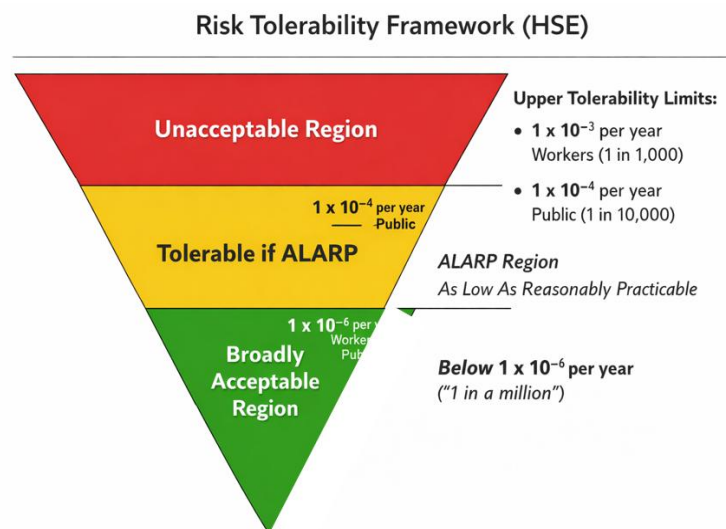 Risk Tolerability Framework (HSE)
Unacceptable Region
Upper Tolerability Limits:
• 1 x 10⁻³ per year
Workers (1 in 1,000)
• 1 x 10⁻⁴ per year
Public (1 in 10,000)
1 x 10⁻⁴ per year
Public
Tolerable if ALARP
ALARP Region
As Low As Reasonably Practicable
1 x 10⁻⁶ per
Broadly
Acceptable
Region
Below 1 x 10⁻⁶ per year
("1 in a million")